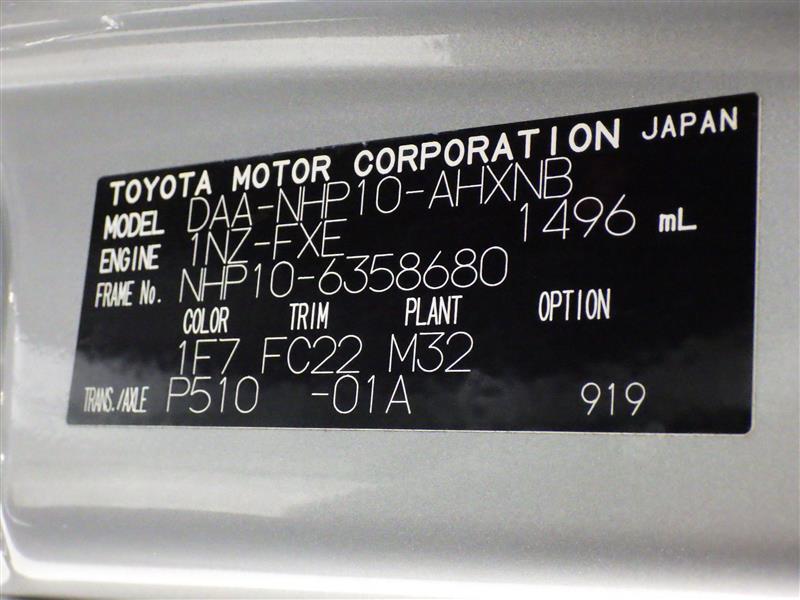 TOYOTA MOTOR CORPORATION JAPAN
MODEL DAA-NHP10-AHXNB
ENGINE 1NZ-FXE 1496 mL
FRAME No. NHP10-6358680
COLOR TRIM PLANT OPTION
1F7 FC22 M32
TRANS./AXLE P510 -01A 919